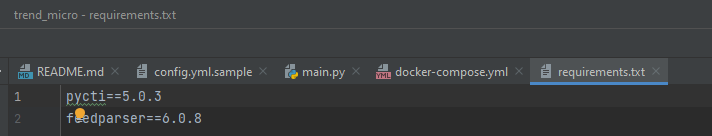 trend_micro - requirements.txt
README.md config.yml.sample main.py docker-compose.yml requirements.txt
1 pycti==5.0.3
2 feedparser==6.0.8